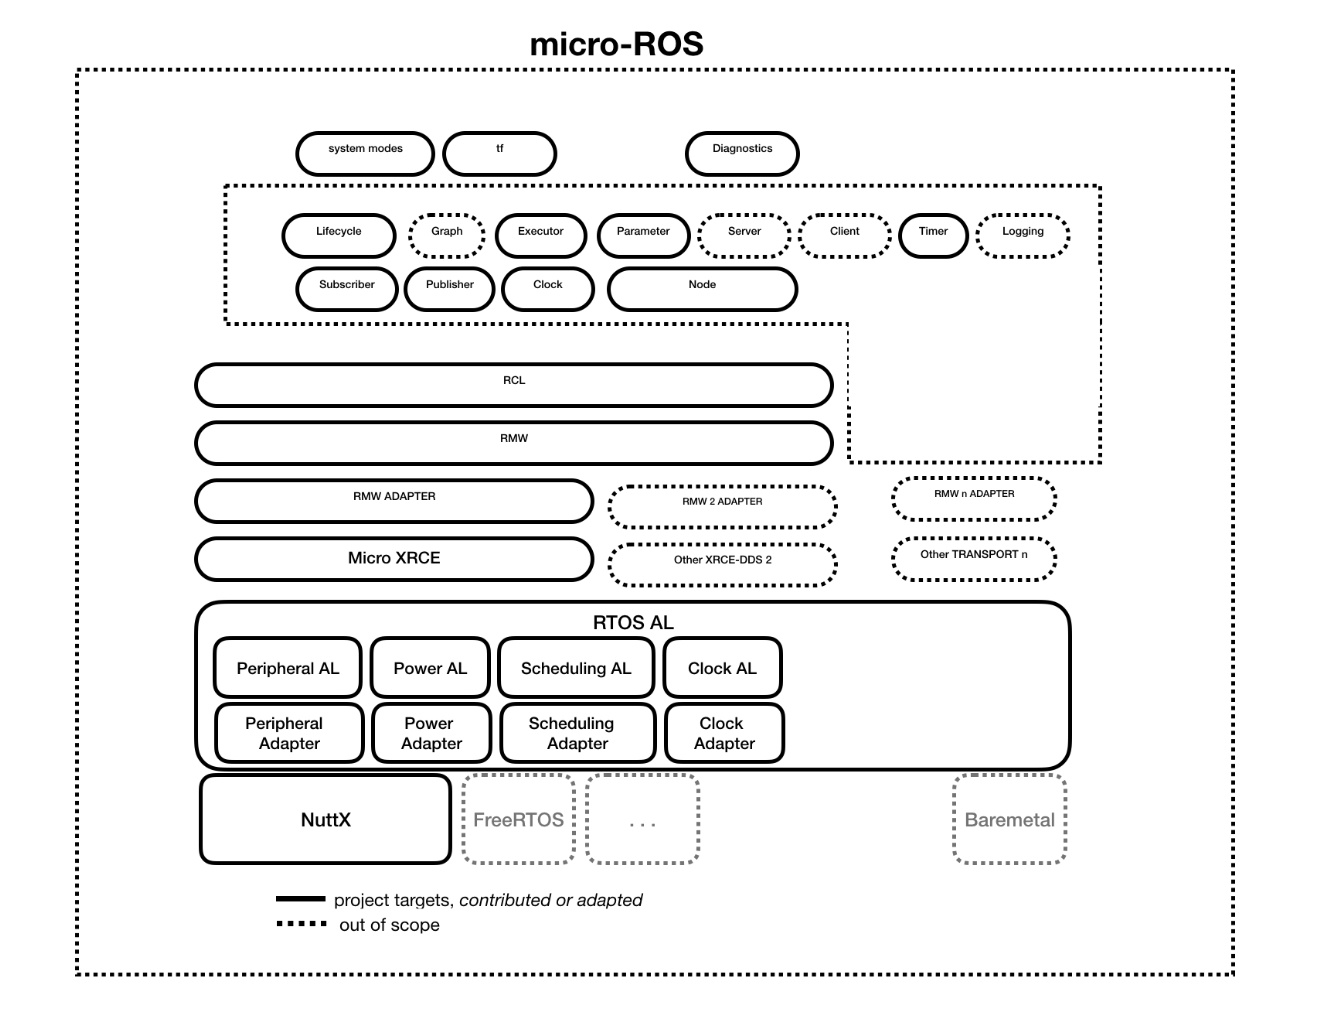 micro-ROS
system modes
tf
Diagnostics
Lifecycle
Graph
Executor
Parameter
Server
Client
Timer
Logging
Subscriber
Publisher
Clock
Node
RCL
RMW
RMW ADAPTER
RMW 2 ADAPTER
RMW n ADAPTER
Micro XRCE
Other XRCE-DDS 2
Other TRANSPORT n
RTOS AL
Peripheral AL
Power AL
Scheduling AL
Clock AL
Peripheral
Adapter
Power
Adapter
Scheduling
Adapter
Clock
Adapter
NuttX
FreeRTOS
. . .
Baremetal
project targets, contributed or adapted
out of scope